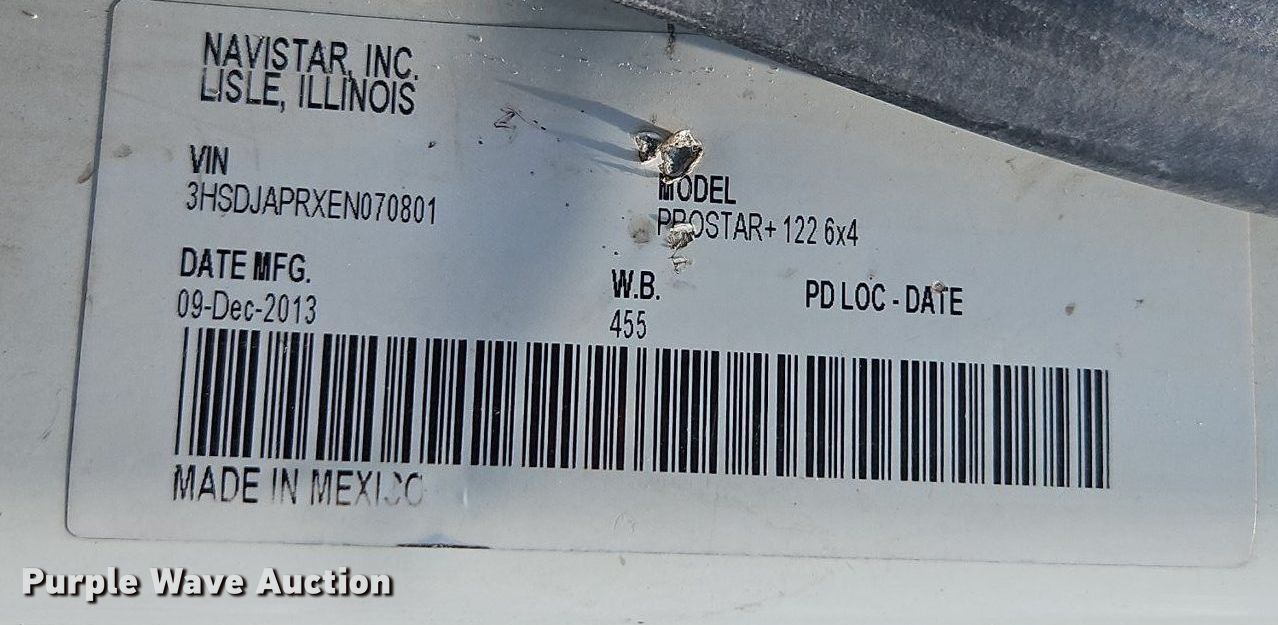 NAVISTAR, INC.
LISLE, ILLINOIS
VIN
3HSDJAPRXEN070801
MODEL
PROSTAR+ 122 6x4
DATE MFG.
09-Dec-2013
W.B.
455
PD LOC - DATE
MADE IN MEXICO
Purple Wave Auction